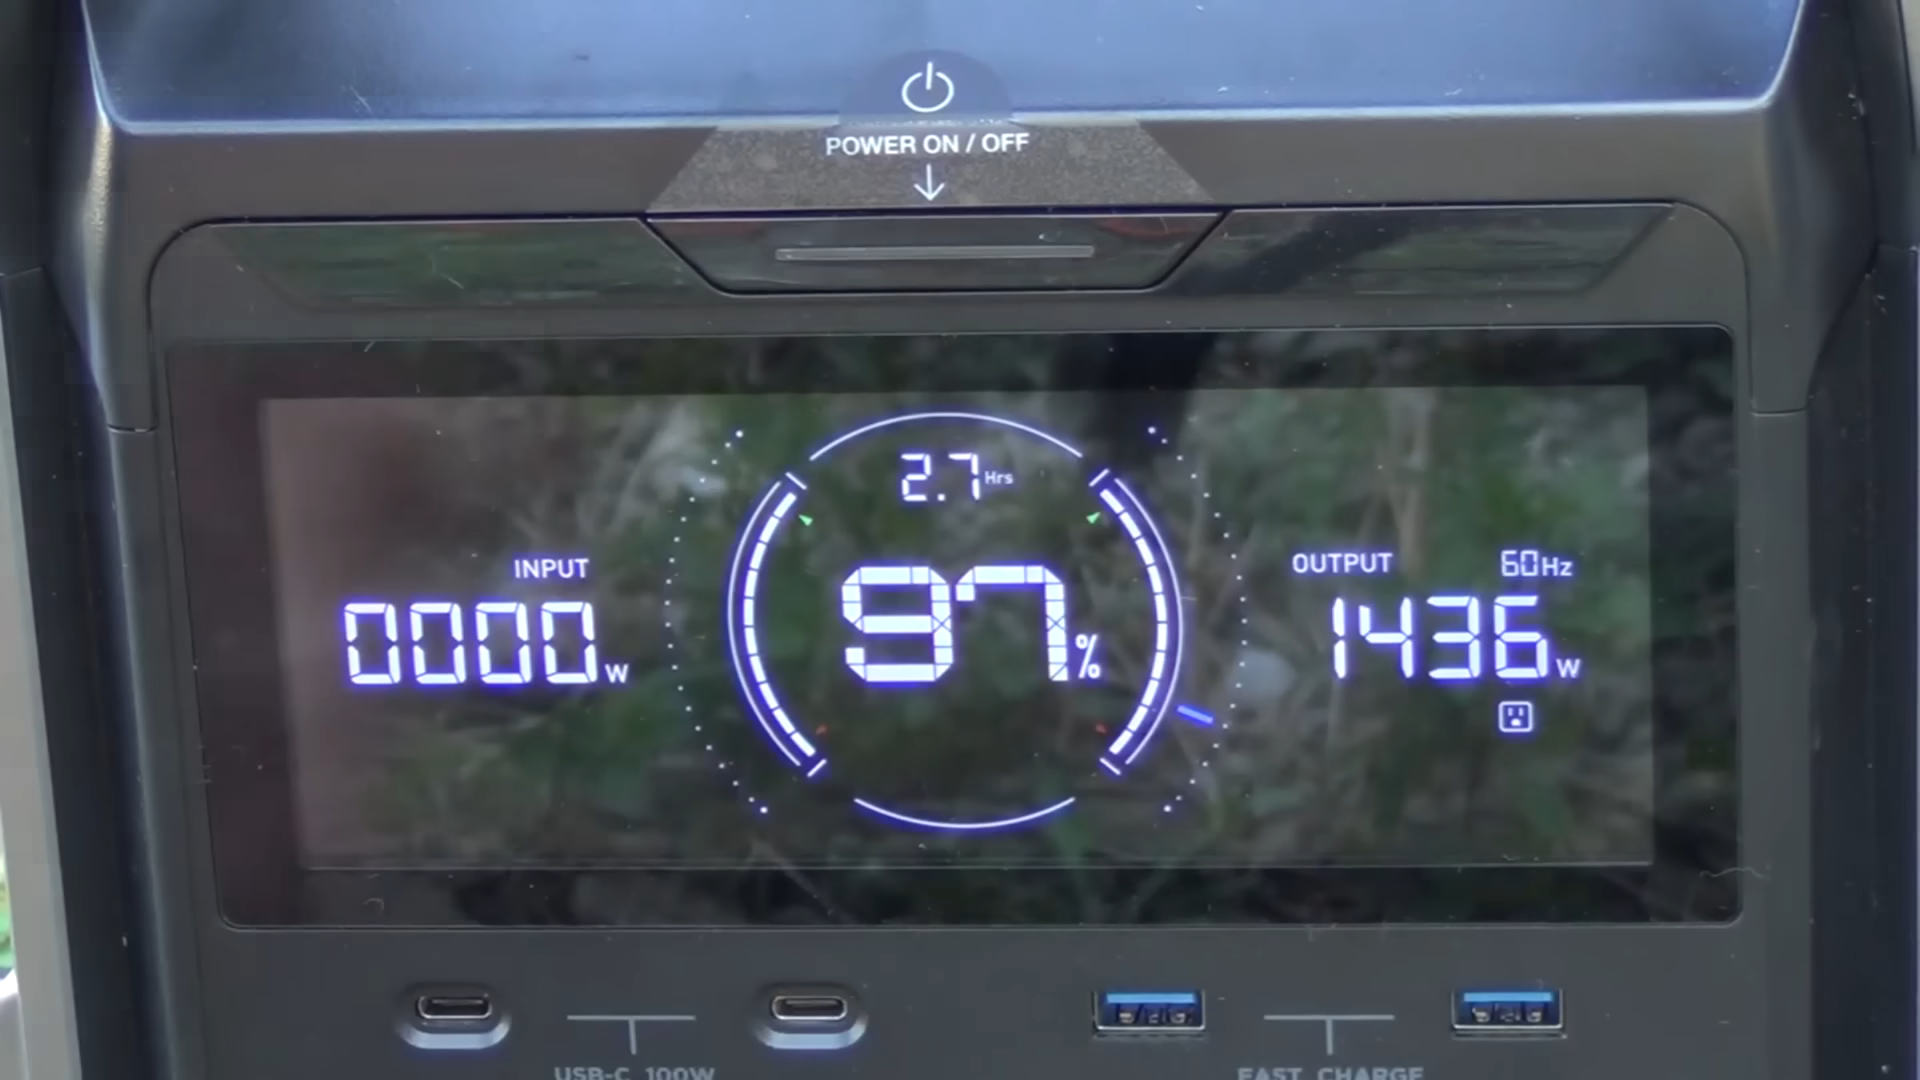 POWER ON / OFF
2.7 Hrs
INPUT
0000 W
97 %
OUTPUT 60Hz
1436 W
USB-C 100W
FAST CHARGE